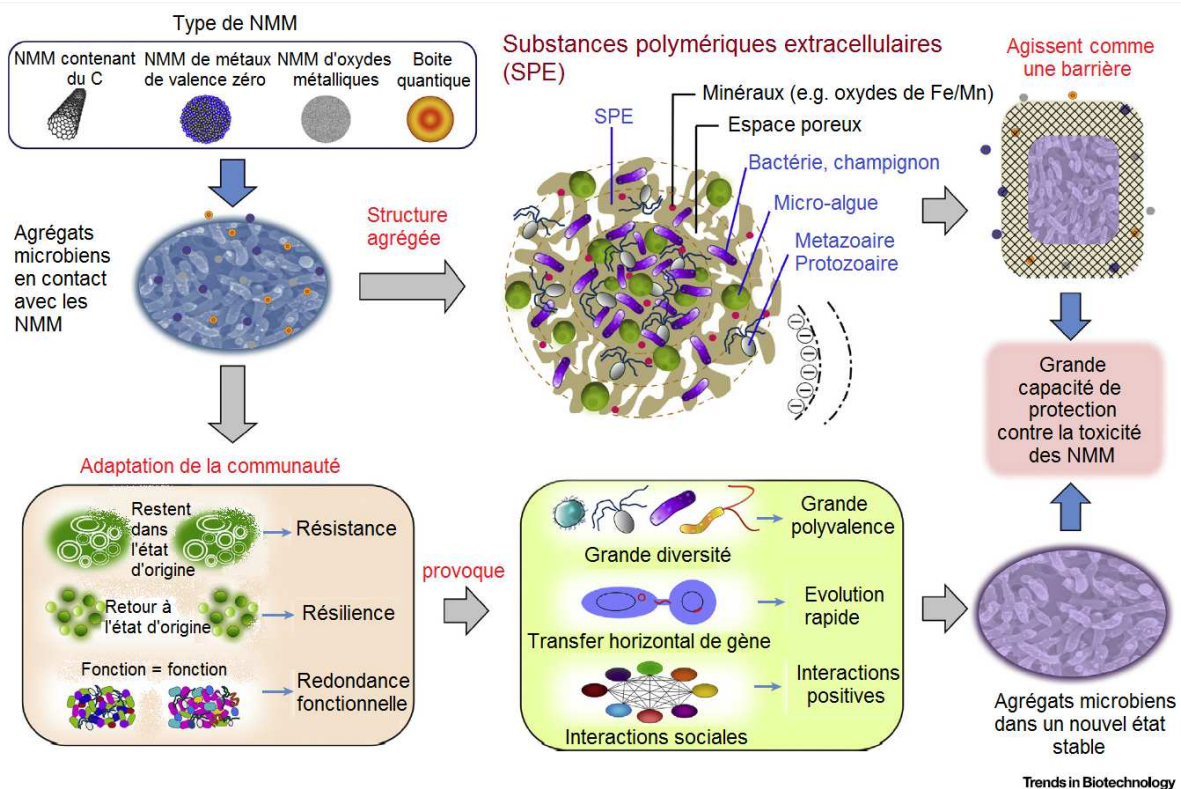 Type de NMM
NMM contenant
du C
NMM de métaux
de valence zéro
NMM d'oxydes
métalliques
Boite
quantique
Agrégats
microbiens
en contact
avec les
NMM
Structure
agrégée
Substances polymériques extracellulaires
(SPE)
SPE
Minéraux (e.g. oxydes de Fe/Mn)
Espace poreux
Bactérie, champignon
Micro-algue
Metazoaire
Protozoaire
Agissent comme
une barrière
Grande
capacité de
protection
contre la toxicité
des NMM
Adaptation de la communauté
Restent
dans
l'état
d'origine
Résistance
Retour à
l'état d'origine
Résilience
Fonction = fonction
Redondance
fonctionnelle
provoque
Grande diversité
Grande
polyvalence
Transfer horizontal de gène
Evolution
rapide
Interactions sociales
Interactions
positives
Agrégats microbiens
dans un nouvel état
stable
Trends in Biotechnology